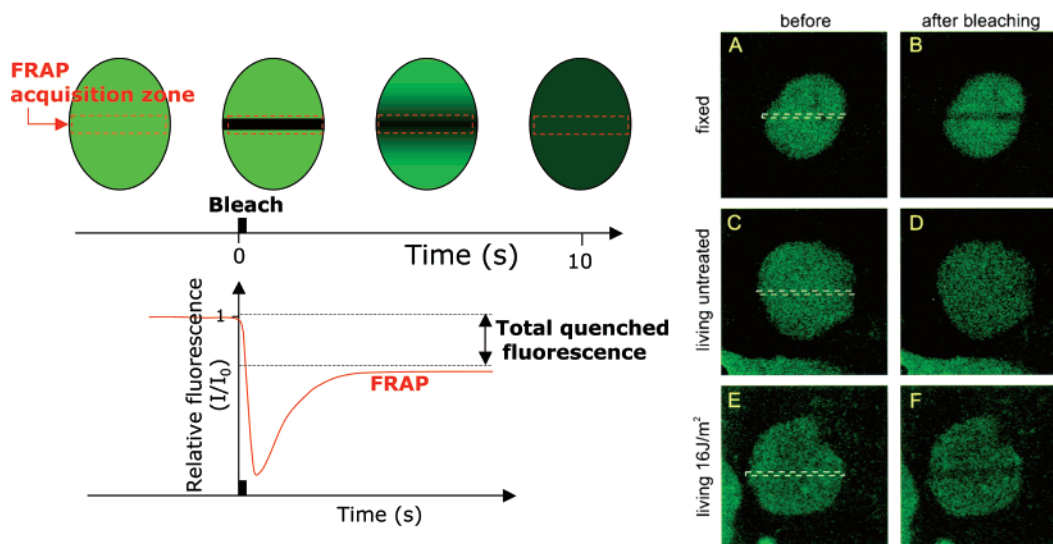 FRAP
acquisition zone
Bleach
0
Time (s)
10
Relative fluorescence
(I/I0)
1
Total quenched
fluorescence
FRAP
Time (s)
before
after bleaching
fixed
A
B
living untreated
C
D
living 16J/m²
E
F